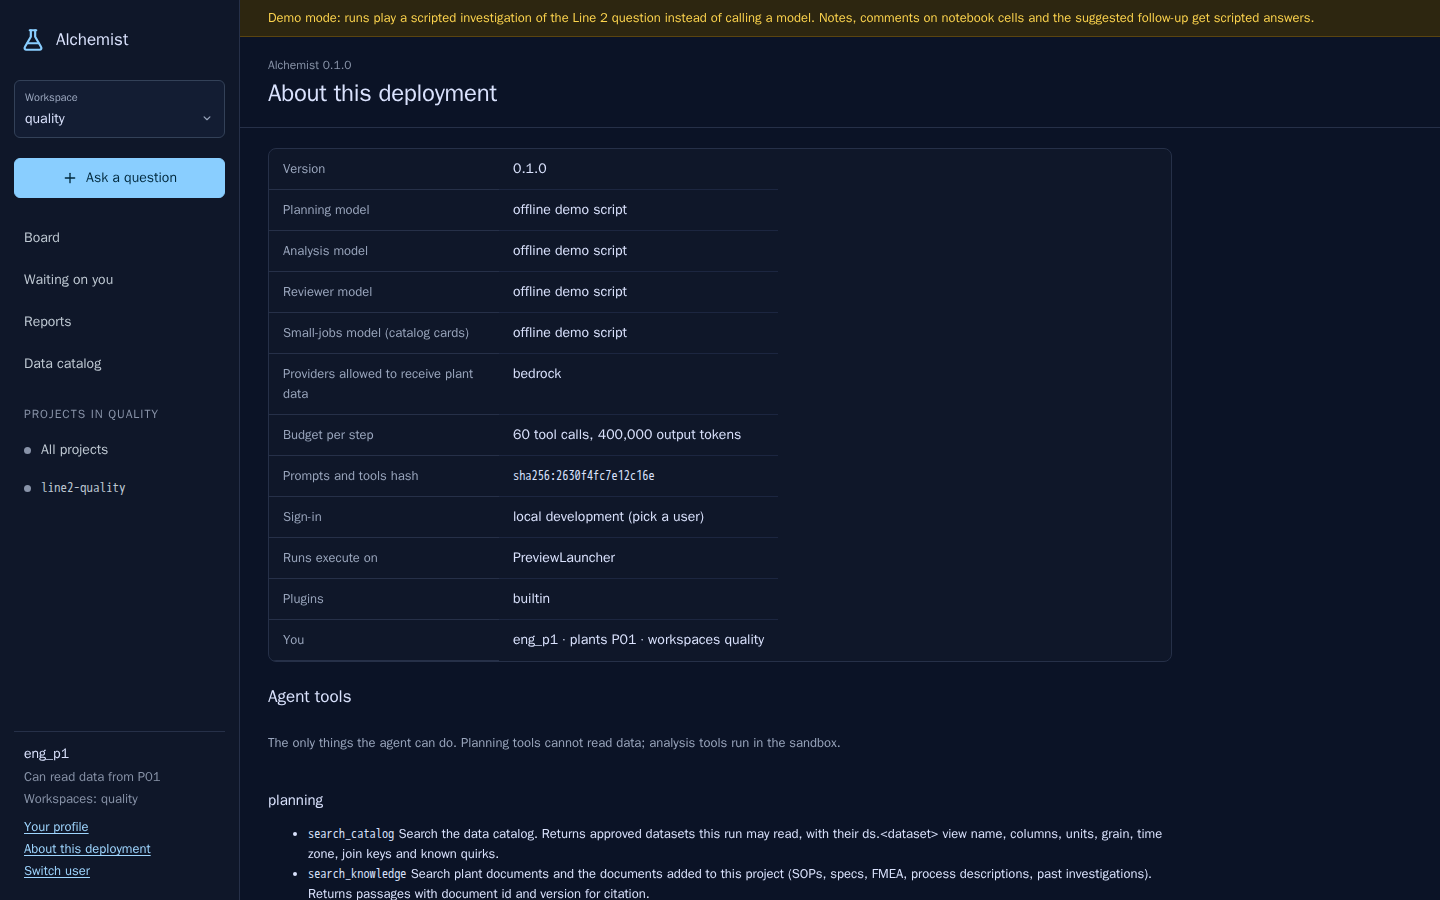 Alchemist
Workspace
quality
Ask a question
Board
Waiting on you
Reports
Data catalog
PROJECTS IN QUALITY
All projects
line2-quality
eng_p1
Can read data from P01
Workspaces: quality
Your profile
About this deployment
Switch user
Demo mode: runs play a scripted investigation of the Line 2 question instead of calling a model. Notes, comments on notebook cells and the suggested follow-up get scripted answers.
Alchemist 0.1.0
About this deployment
Version 0.1.0
Planning model offline demo script
Analysis model offline demo script
Reviewer model offline demo script
Small-jobs model (catalog cards) offline demo script
Providers allowed to receive plant bedrock
data
Budget per step 60 tool calls, 400,000 output tokens
Prompts and tools hash sha256:2630f4fc7e12c16e
Sign-in local development (pick a user)
Runs execute on PreviewLauncher
Plugins builtin
You eng_p1 · plants P01 · workspaces quality
Agent tools
The only things the agent can do. Planning tools cannot read data; analysis tools run in the sandbox.
planning
• search_catalog Search the data catalog. Returns approved datasets this run may read, with their ds.<dataset> view name, columns, units, grain, time
zone, join keys and known quirks.
• search_knowledge Search plant documents and the documents added to this project (SOPs, specs, FMEA, process descriptions, past investigations).
Returns passages with document id and version for citation.